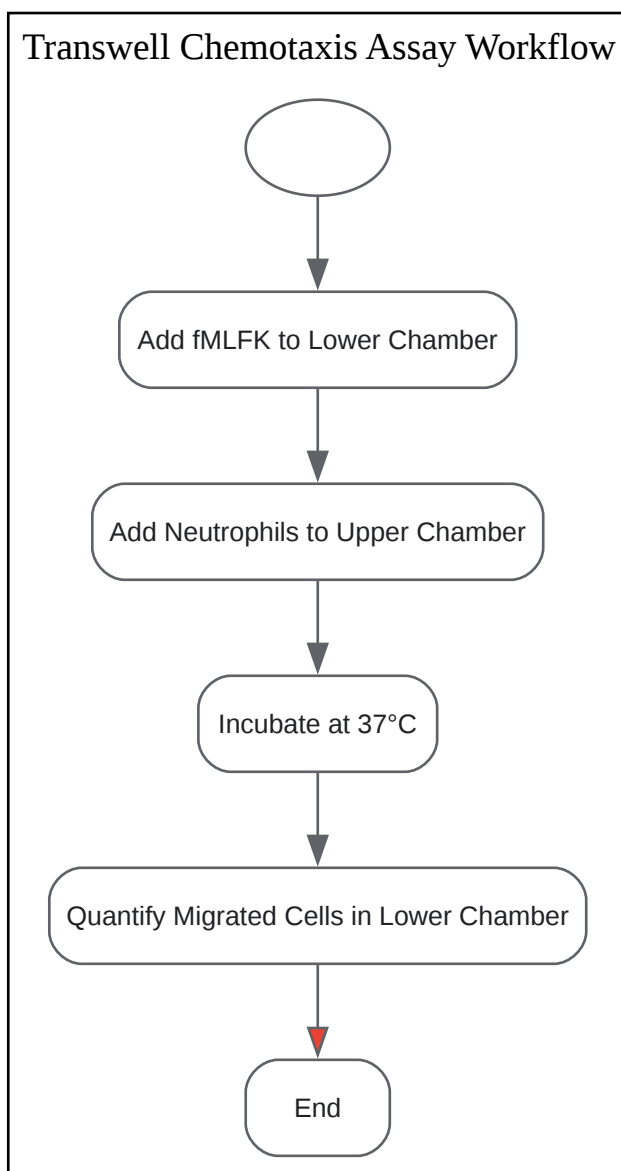 Transwell Chemotaxis Assay Workflow
Add fMLFK to Lower Chamber
Add Neutrophils to Upper Chamber
Incubate at 37°C
Quantify Migrated Cells in Lower Chamber
End